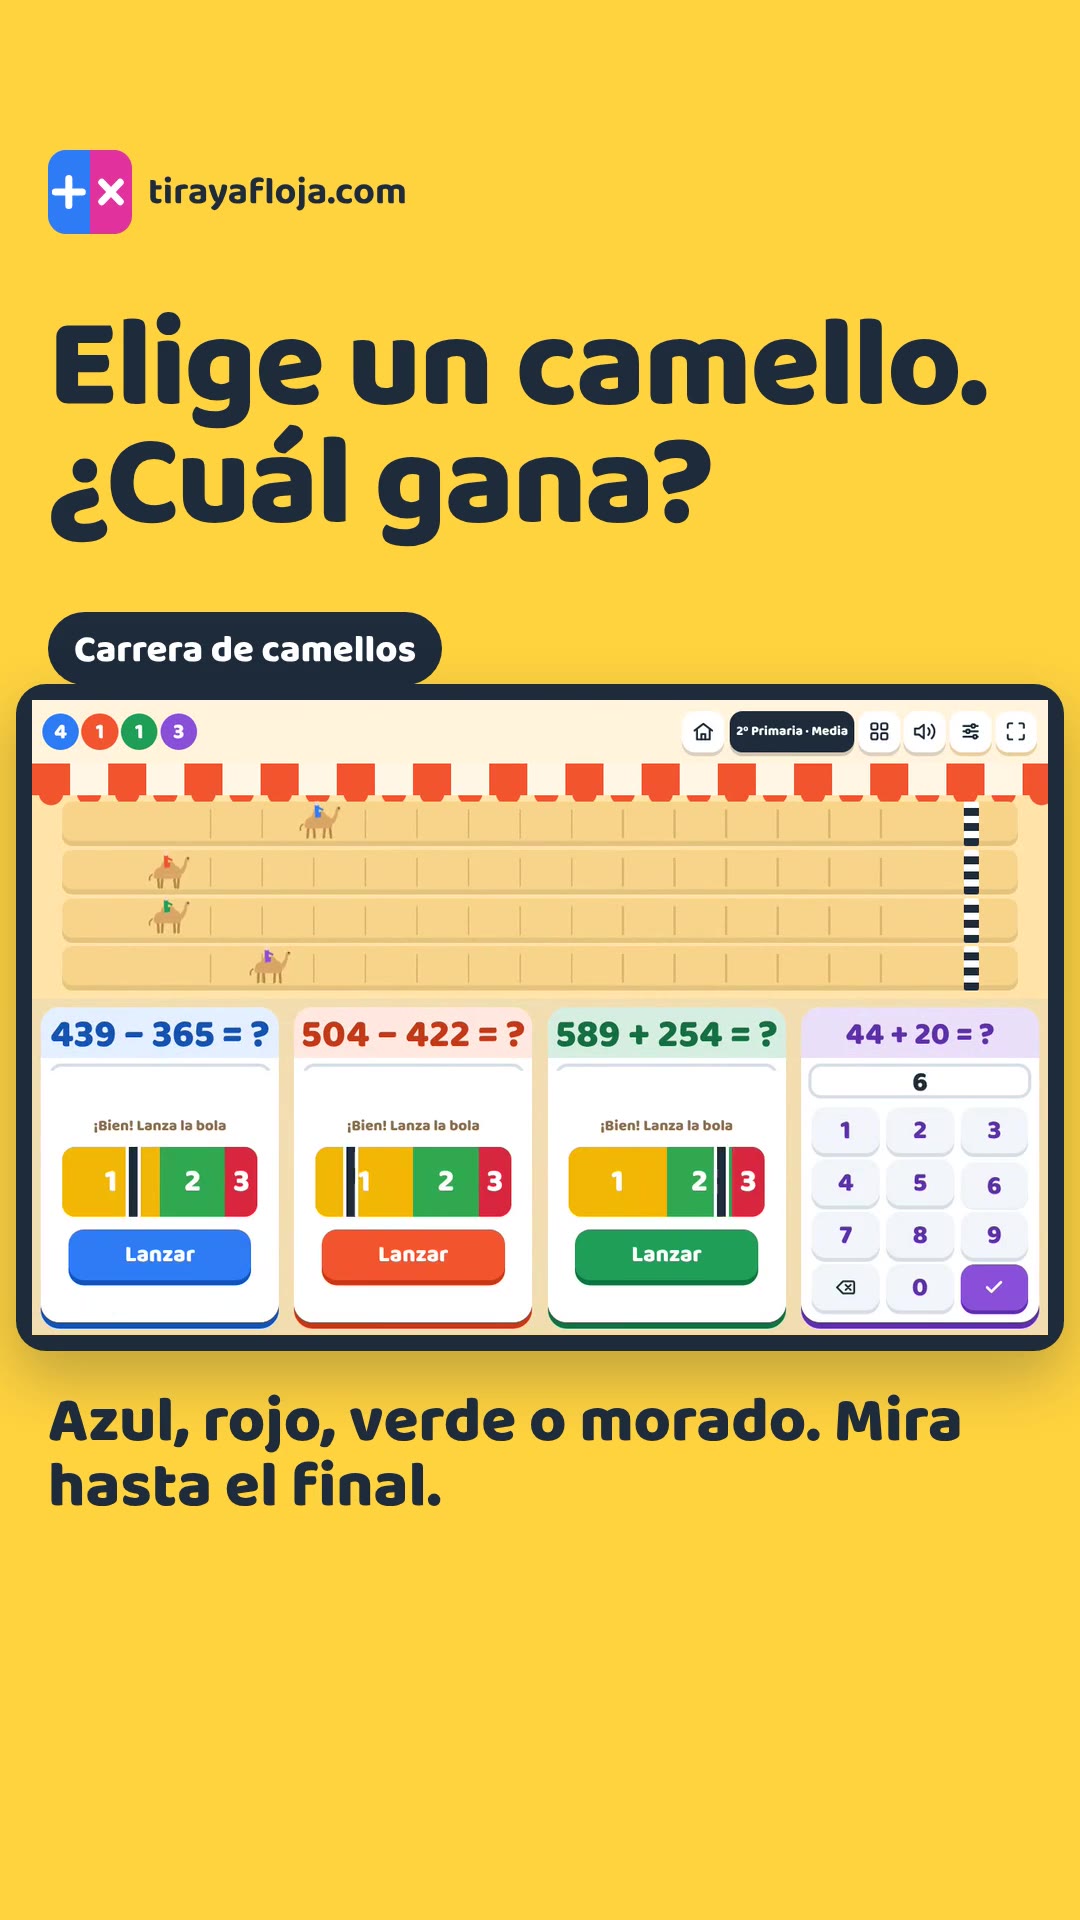 tirayafloja.com
Elige un camello.
¿Cuál gana?
Carrera de camellos
4 1 1 3
2º Primaria · Media
439 – 365 = ?
¡Bien! Lanza la bola
1 2 3
Lanzar
504 – 422 = ?
¡Bien! Lanza la bola
1 2 3
Lanzar
589 + 254 = ?
¡Bien! Lanza la bola
1 2 3
Lanzar
44 + 20 = ?
6
1 2 3
4 5 6
7 8 9
0
Azul, rojo, verde o morado. Mira
hasta el final.